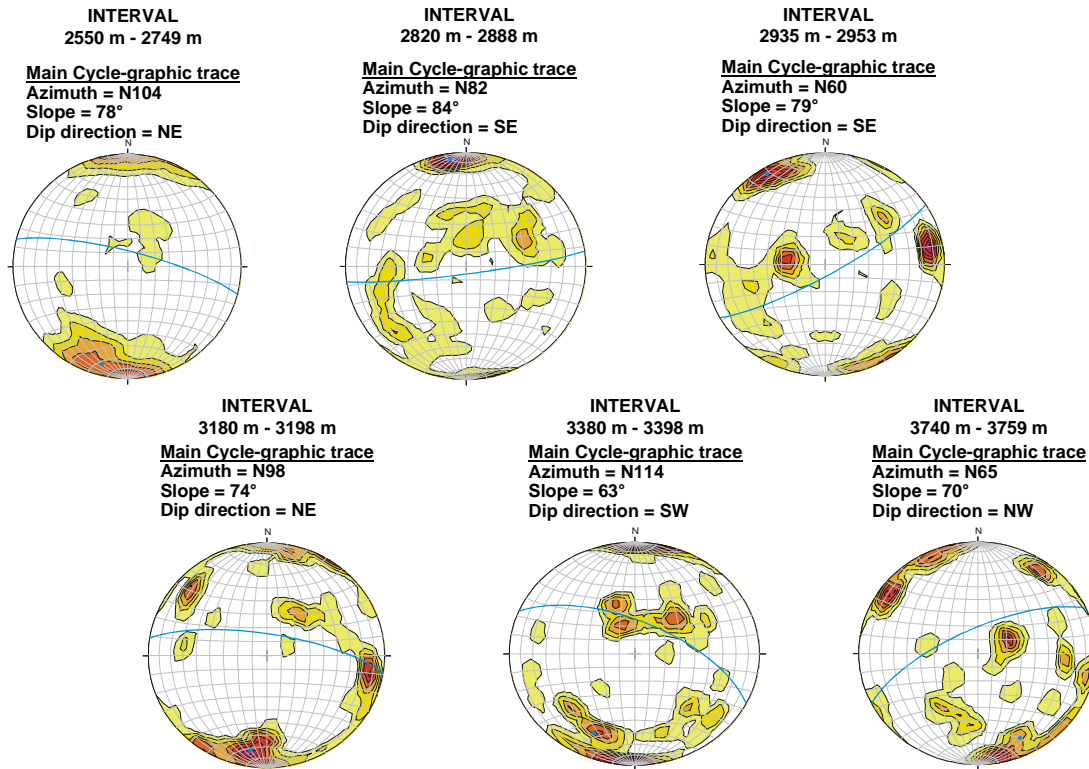 INTERVAL
2550 m - 2749 m
Main Cycle-graphic trace
Azimuth = N104
Slope = 78°
Dip direction = NE
N
INTERVAL
2820 m - 2888 m
Main Cycle-graphic trace
Azimuth = N82
Slope = 84°
Dip direction = SE
N
INTERVAL
2935 m - 2953 m
Main Cycle-graphic trace
Azimuth = N60
Slope = 79°
Dip direction = SE
N
INTERVAL
3180 m - 3198 m
Main Cycle-graphic trace
Azimuth = N98
Slope = 74°
Dip direction = NE
N
INTERVAL
3380 m - 3398 m
Main Cycle-graphic trace
Azimuth = N114
Slope = 63°
Dip direction = SW
N
INTERVAL
3740 m - 3759 m
Main Cycle-graphic trace
Azimuth = N65
Slope = 70°
Dip direction = NW
N